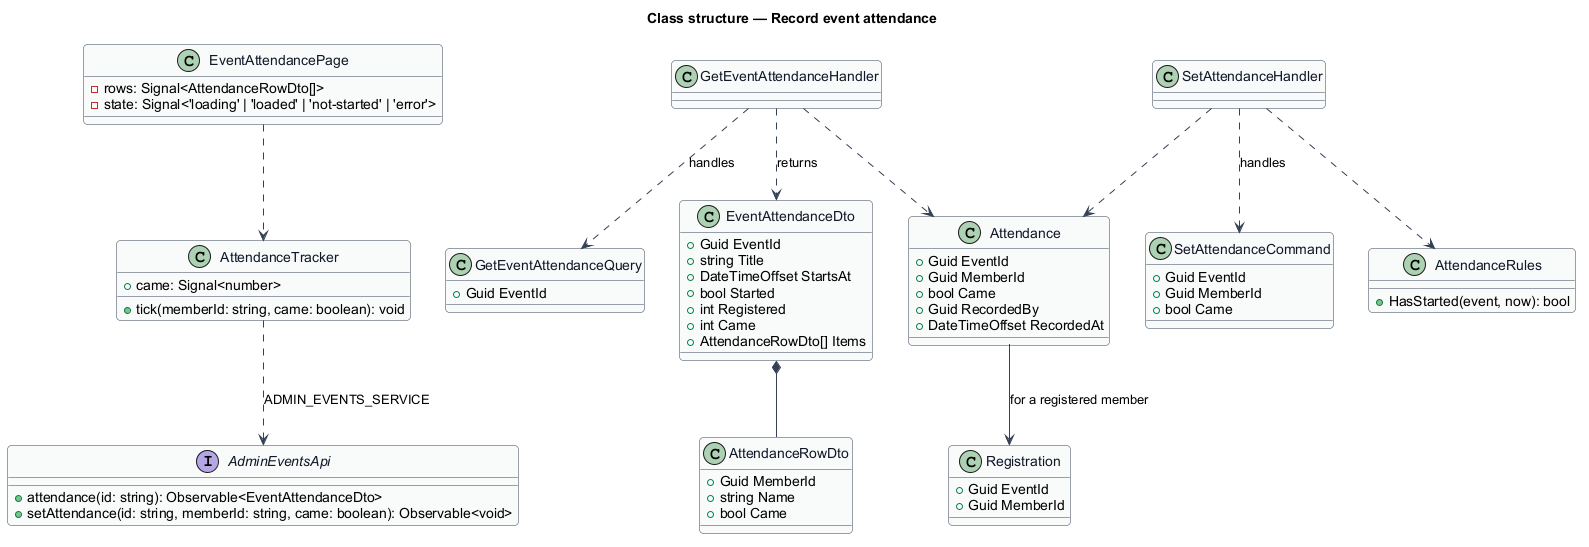 Class structure — Record event attendance
C EventAttendancePage
rows: Signal<AttendanceRowDto[]>
state: Signal<'loading' | 'loaded' | 'not-started' | 'error'>
C GetEventAttendanceHandler
C SetAttendanceHandler
handles
returns
handles
C AttendanceTracker
came: Signal<number>
tick(memberId: string, came: boolean): void
C GetEventAttendanceQuery
Guid EventId
C EventAttendanceDto
Guid EventId
string Title
DateTimeOffset StartsAt
bool Started
int Registered
int Came
AttendanceRowDto[] Items
C Attendance
Guid EventId
Guid MemberId
bool Came
Guid RecordedBy
DateTimeOffset RecordedAt
C SetAttendanceCommand
Guid EventId
Guid MemberId
bool Came
C AttendanceRules
HasStarted(event, now): bool
ADMIN_EVENTS_SERVICE
for a registered member
I AdminEventsApi
attendance(id: string): Observable<EventAttendanceDto>
setAttendance(id: string, memberId: string, came: boolean): Observable<void>
C AttendanceRowDto
Guid MemberId
string Name
bool Came
C Registration
Guid EventId
Guid MemberId